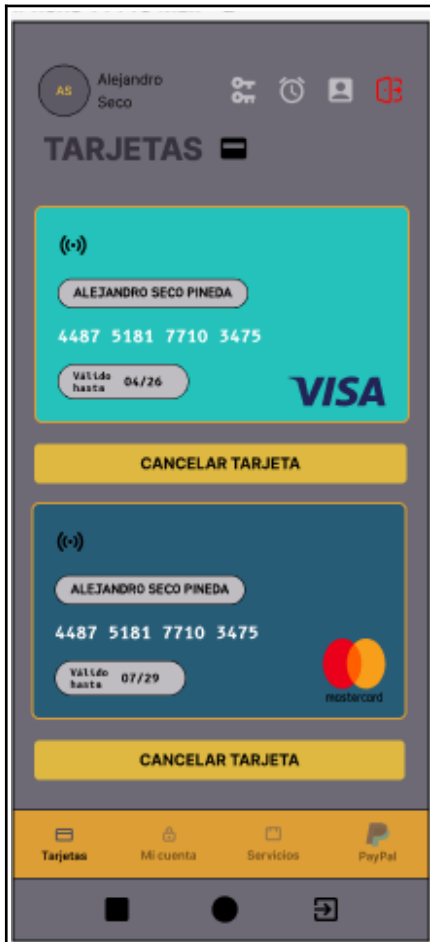 AS
Alejandro
Seco
TARJETAS
ALEJANDRO SECO PINEDA
4487 5181 7710 3475
Válido
hasta 04/26
VISA
CANCELAR TARJETA
ALEJANDRO SECO PINEDA
4487 5181 7710 3475
Válido
hasta 07/29
mastercard
CANCELAR TARJETA
Tarjetas Mi cuenta Servicios PayPal